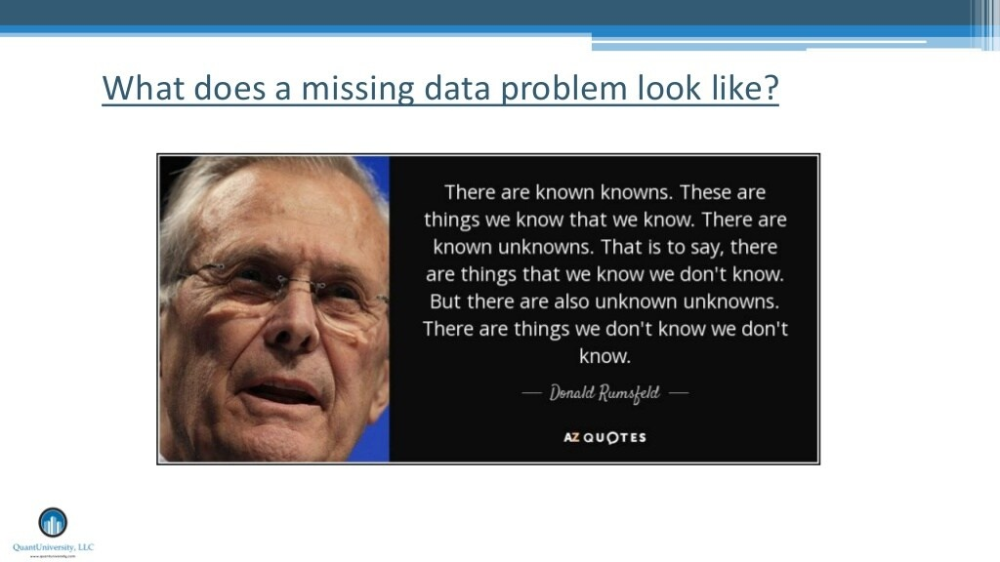 What does a missing data problem look like?
There are known knowns. These are
things we know that we know. There are
known unknowns. That is to say, there
are things that we know we don't know.
But there are also unknown unknowns.
There are things we don't know we don't
know.
— Donald Rumsfeld —
AZ QUOTES
QuantUniversity, LLC
www.quantuniversity.com